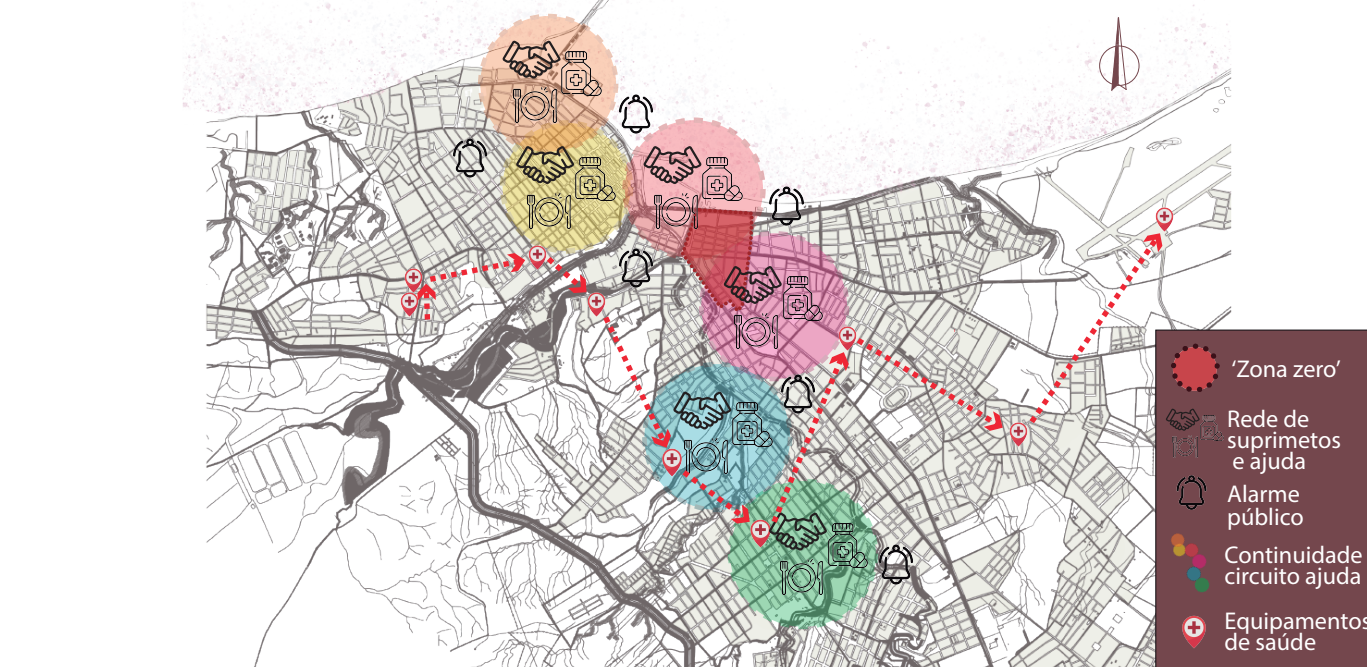 ‘Zona zero’
Rede de
suprimetos
e ajuda
Alarme
público
Continuidade
circuito ajuda
Equipamentos
de saúde